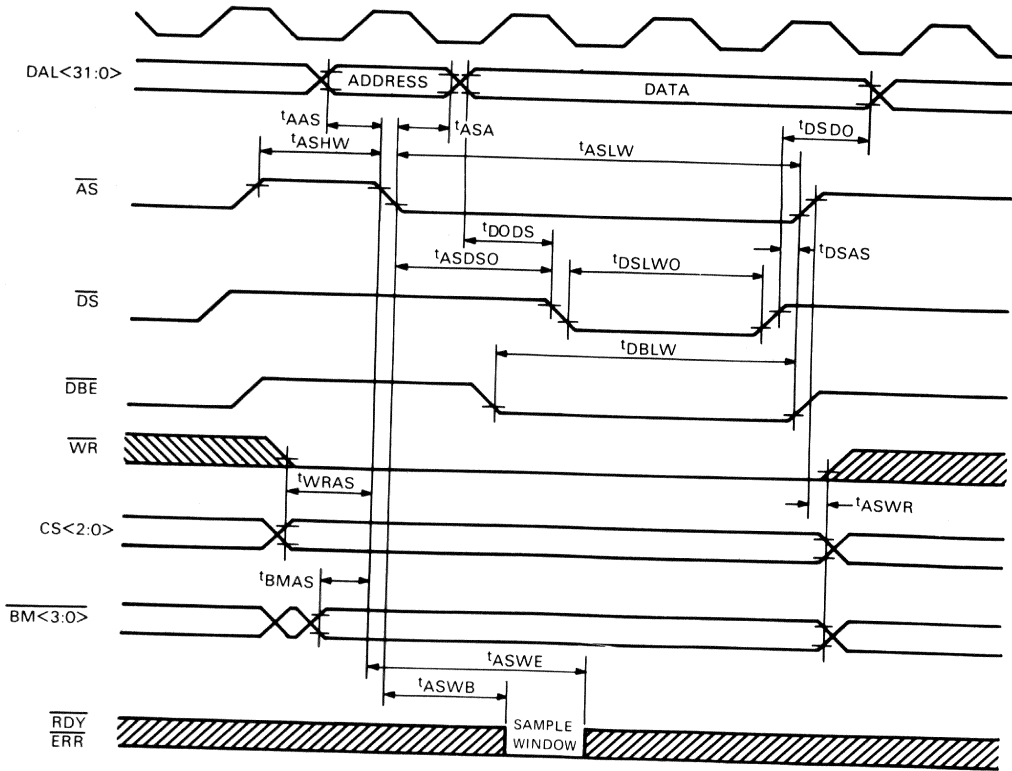 DAL<31:0>
ADDRESS
DATA
tAAS
tASA
tDSDO
tASHW
tASLW
AS
tDODS
tDSAS
tASDSO
tDSLWO
DS
tDBLW
DBE
WR
tWRAS
tASWR
CS<2:0>
tBMAS
BM<3:0>
tASWE
tASWB
RDY
ERR
SAMPLE
WINDOW